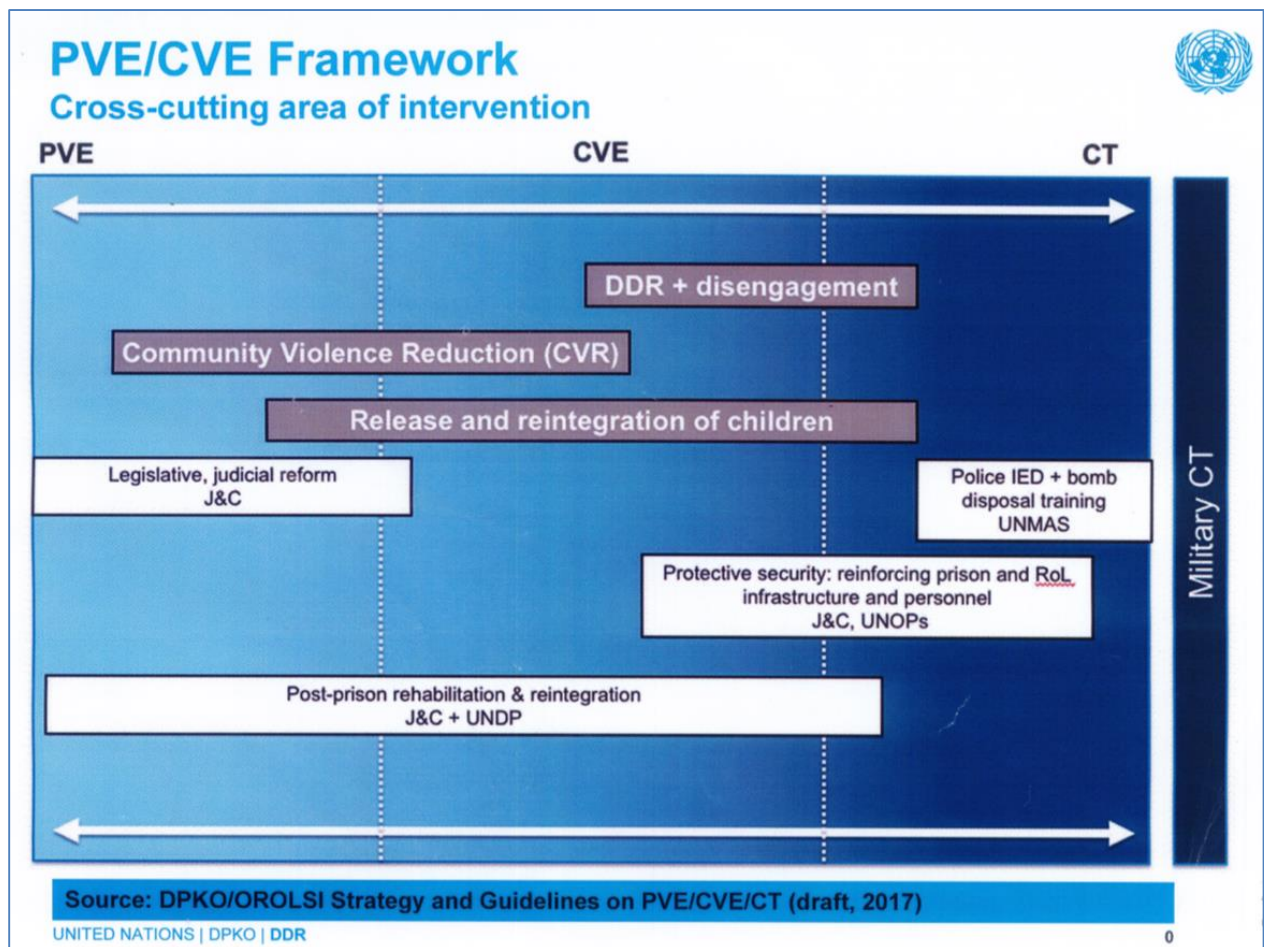 PVE/CVE Framework
Cross-cutting area of intervention
PVE
CVE
CT
DDR + disengagement
Community Violence Reduction (CVR)
Release and reintegration of children
Legislative, judicial reform
J&C
Police IED + bomb
disposal training
UNMAS
Protective security: reinforcing prison and RoL
infrastructure and personnel
J&C, UNOPs
Post-prison rehabilitation & reintegration
J&C + UNDP
Military CT
Source: DPKO/OROLSI Strategy and Guidelines on PVE/CVE/CT (draft, 2017)
UNITED NATIONS | DPKO | DDR
0